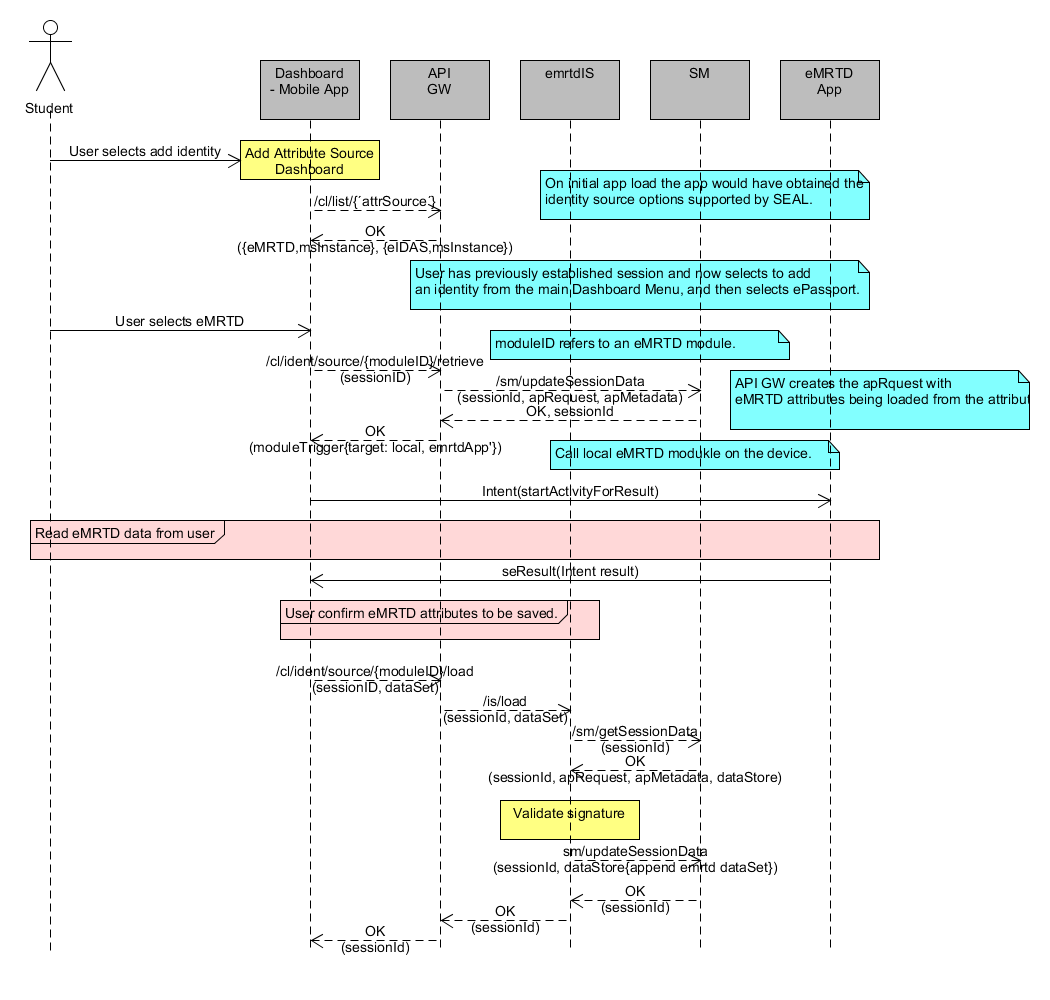 Student
Dashboard
- Mobile App
API
GW
emrtdIS
SM
eMRTD
App
User selects add identity
Add Attribute Source
Dashboard
On initial app load the app would have obtained the
identity source options supported by SEAL.
/cl/list/{´attrSource´}
OK
({eMRTD,msInstance}, {eIDAS,msInstance})
User has previously established session and now selects to add
an identity from the main Dashboard Menu, and then selects ePassport.
User selects eMRTD
moduleID refers to an eMRTD module.
/cl/ident/source/{moduleID}/retrieve
(sessionID)
/sm/updateSessionData
(sessionId, apRequest, apMetadata)
API GW creates the apRquest with
eMRTD attributes being loaded from the attribut
OK, sessionId
OK
(moduleTrigger{target: local, emrtdApp'})
Call local eMRTD modukle on the device.
Intent(startActivityForResult)
Read eMRTD data from user
seResult(Intent result)
User confirm eMRTD attributes to be saved.
/cl/ident/source/{moduleID}/load
(sessionID, dataSet)
/is/load
(sessionId, dataSet)
/sm/getSessionData
(sessionId)
OK
(sessionId, apRequest, apMetadata, dataStore)
Validate signature
sm/updateSessionData
(sessionId, dataStore{append emrtd dataSet})
OK
(sessionId)
OK
(sessionId)
OK
(sessionId)